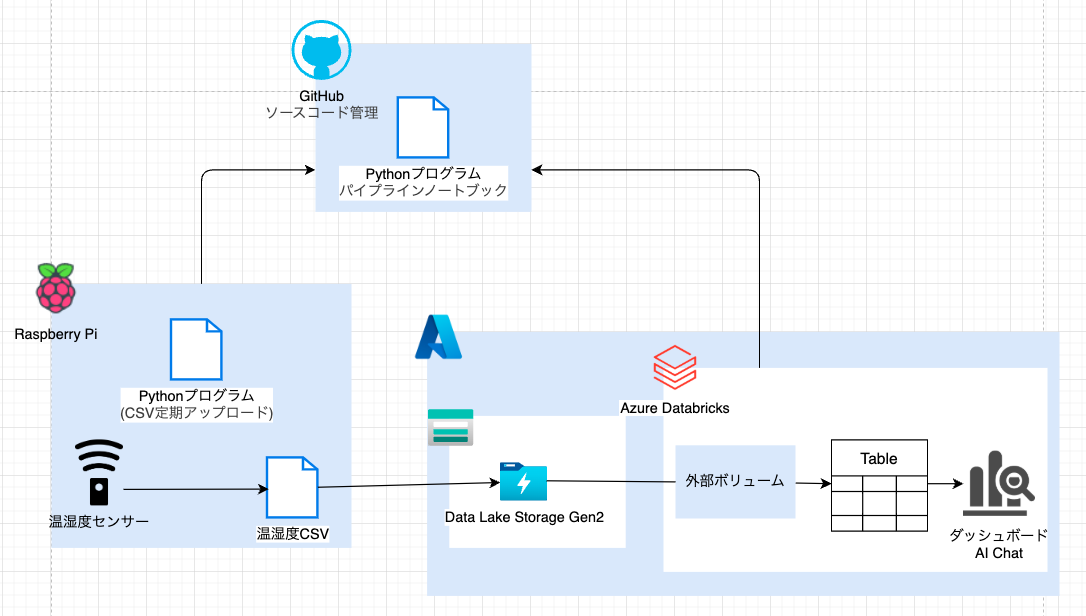 GitHub
ソースコード管理
Pythonプログラム
パイプラインノートブック
Raspberry Pi
Pythonプログラム
(CSV定期アップロード)
温湿度センサー
温湿度CSV
Azure Databricks
Data Lake Storage Gen2
外部ボリューム
Table
ダッシュボード
AI Chat